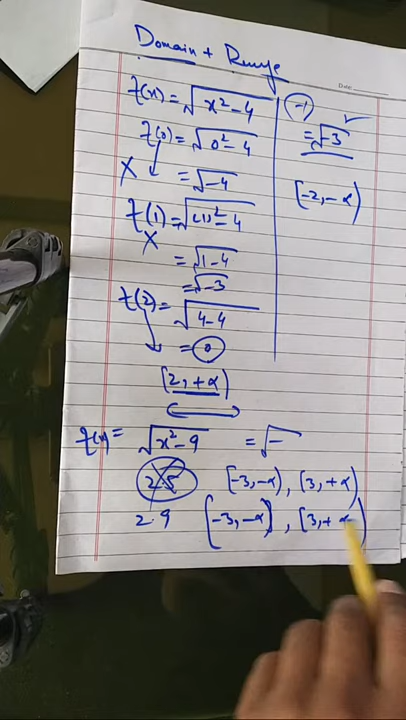 Domain + Range
Date:
f(x) = √x²-4
f(0) = √0²-4
X = √-4
f(1) = √(1)²-4
X
= √1-4
= √-3
f(2) = √4-4
= 0
[2, +α)
(-1)
= √-3 ✓
[-2, -α)
f(x) = √x²-9 = √-
2.5 [-3, -α), [3, +α)
2.9 [-3, -α), [3, +α)